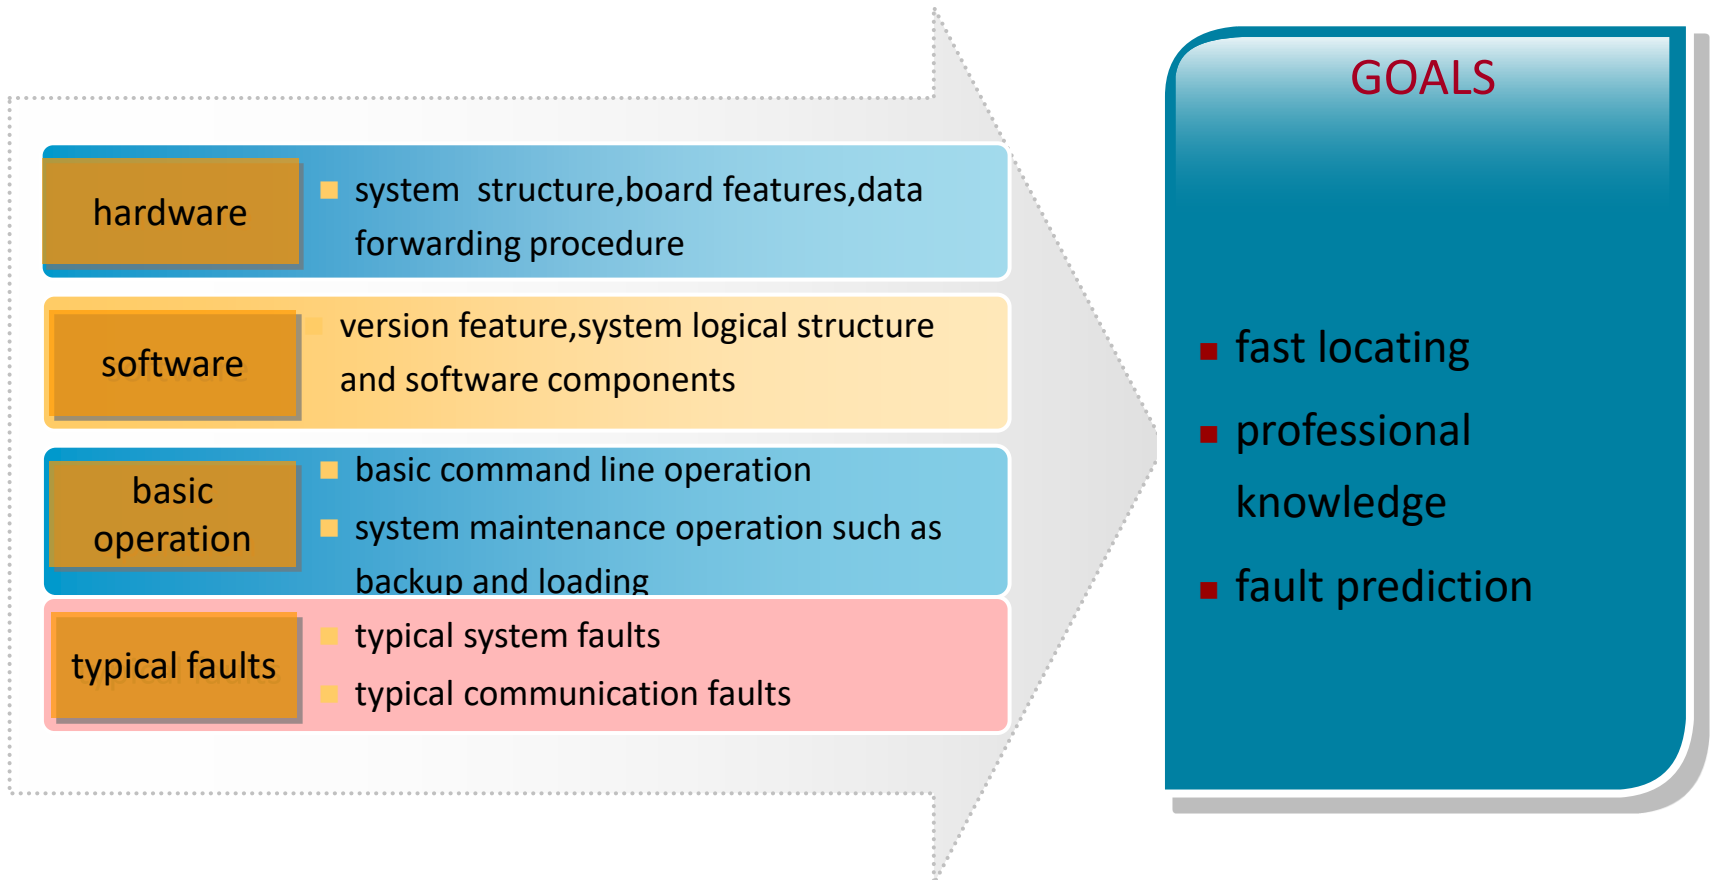 hardware
system  structure,board features,data
forwarding procedure
software
version feature,system logical structure
and software components
basic
operation
basic command line operation
system maintenance operation such as
backup and loading
typical faults
typical system faults
typical communication faults
GOALS
fast locating
professional
knowledge
fault prediction